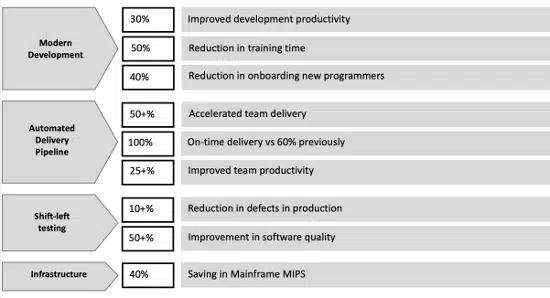 Modern
Development
30%
Improved development productivity
50%
Reduction in training time
40%
Reduction in onboarding new programmers
Automated
Delivery
Pipeline
50+%
Accelerated team delivery
100%
On-time delivery vs 60% previously
25+%
Improved team productivity
Shift-left
testing
10+%
Reduction in defects in production
50+%
Improvement in software quality
Infrastructure
40%
Saving in Mainframe MIPS